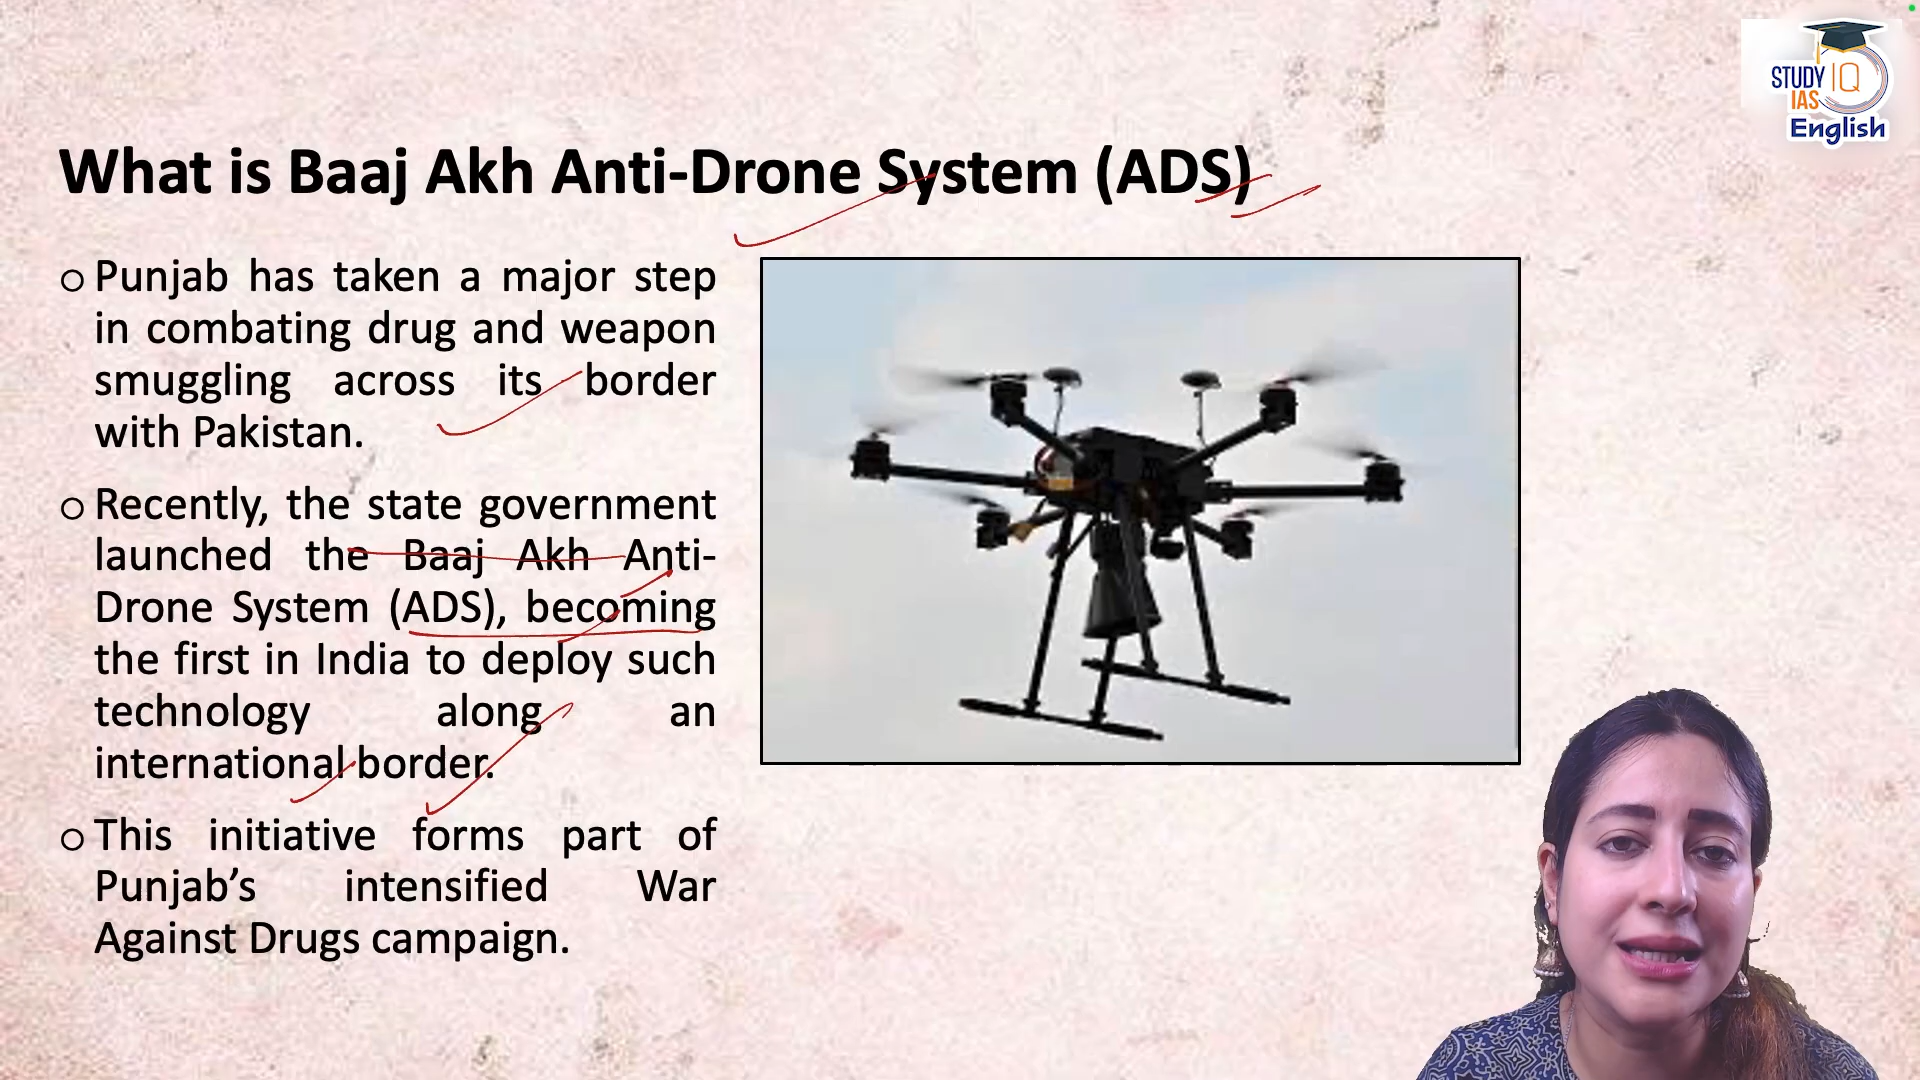 STUDY IQ
IAS
English
What is Baaj Akh Anti-Drone System (ADS)
Punjab has taken a major step
in combating drug and weapon
smuggling across its border
with Pakistan.
Recently, the state government
launched the Baaj Akh Anti-
Drone System (ADS), becoming
the first in India to deploy such
technology along an
international border.
This initiative forms part of
Punjab’s intensified War
Against Drugs campaign.